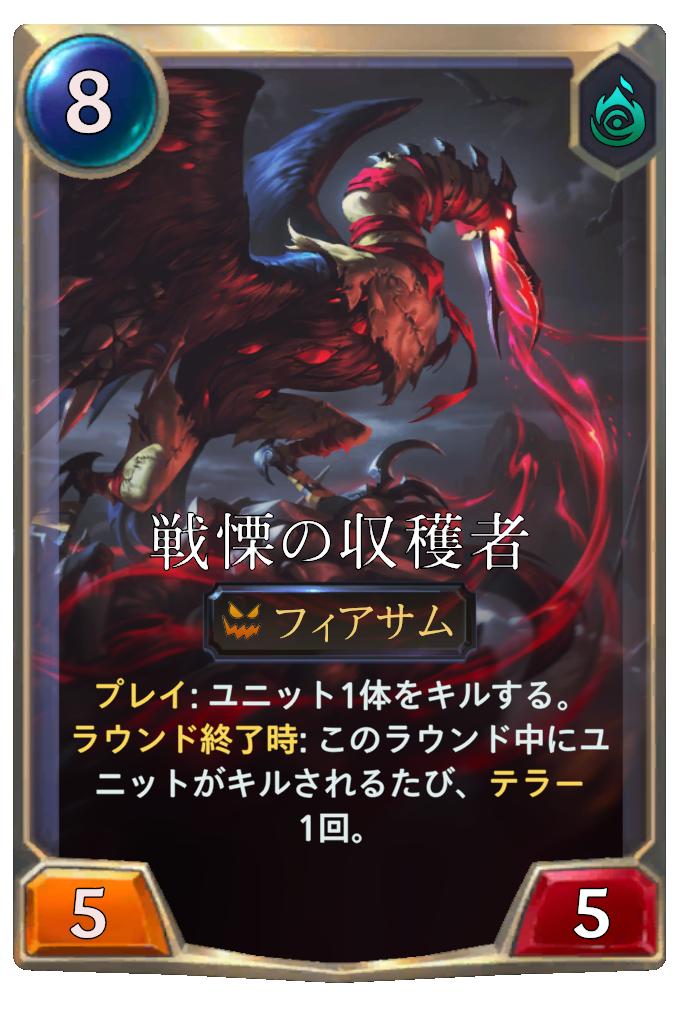 8
戦慄の収穫者
フィアサム
プレイ: ユニット1体をキルする。
ラウンド終了時: このラウンド中にユ
ニットがキルされるたび、テラー
1回。
5
5